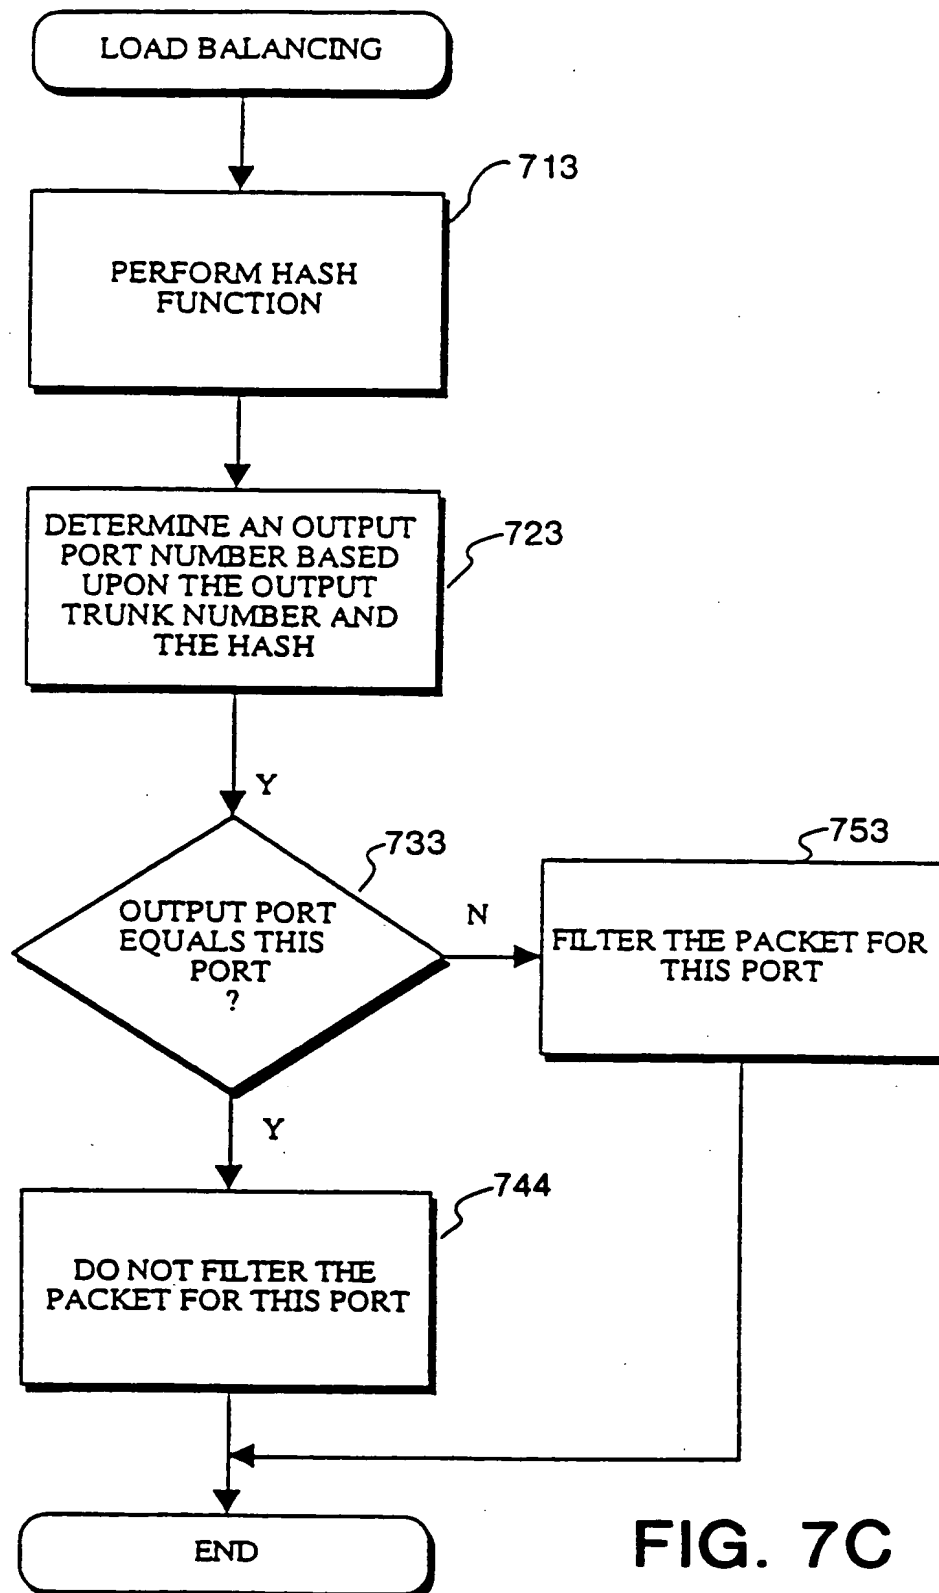 LOAD BALANCING
713
PERFORM HASH
FUNCTION
DETERMINE AN OUTPUT
PORT NUMBER BASED
UPON THE OUTPUT
TRUNK NUMBER AND
THE HASH
723
Y
733
OUTPUT PORT
EQUALS THIS
PORT
?
N
753
FILTER THE PACKET FOR
THIS PORT
Y
744
DO NOT FILTER THE
PACKET FOR THIS PORT
END
FIG. 7C